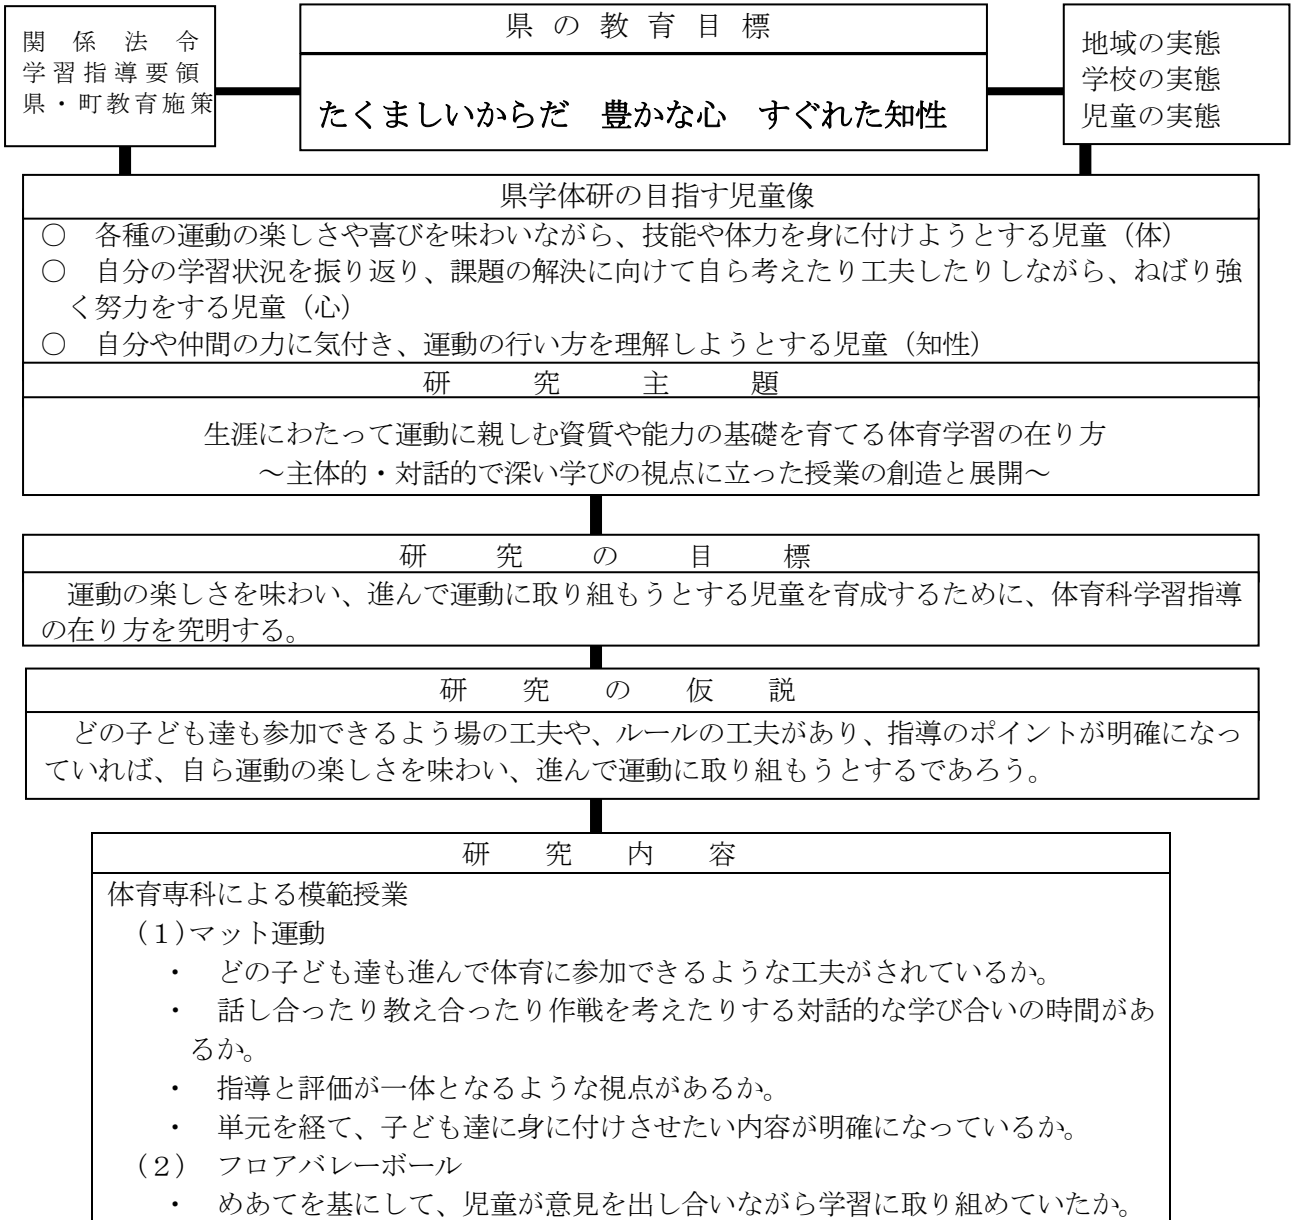 関係法令
学習指導要領
県・町教育施策
県の教育目標
たくましいからだ　豊かな心　すぐれた知性
地域の実態
学校の実態
児童の実態
県学体研の目指す児童像
○　各種の運動の楽しさや喜びを味わいながら、技能や体力を身に付けようとする児童（体）
○　自分の学習状況を振り返り、課題の解決に向けて自ら考えたり工夫したりしながら、ねばり強
く努力をする児童（心）
○　自分や仲間の力に気付き、運動の行い方を理解しようとする児童（知性）
研究主題
生涯にわたって運動に親しむ資質や能力の基礎を育てる体育学習の在り方
～主体的・対話的で深い学びの視点に立った授業の創造と展開～
研究の目標
運動の楽しさを味わい、進んで運動に取り組もうとする児童を育成するために、体育科学習指導
の在り方を究明する。
研究の仮説
どの子ども達も参加できるよう場の工夫や、ルールの工夫があり、指導のポイントが明確になっ
ていれば、自ら運動の楽しさを味わい、進んで運動に取り組もうとするであろう。
研究内容
体育専科による模範授業
（１）マット運動
・　どの子ども達も進んで体育に参加できるような工夫がされているか。
・　話し合ったり教え合ったり作戦を考えたりする対話的な学び合いの時間があ
るか。
・　指導と評価が一体となるような視点があるか。
・　単元を経て、子ども達に身に付けさせたい内容が明確になっているか。
（２）　フロアバレーボール
・　めあてを基にして、児童が意見を出し合いながら学習に取り組めていたか。